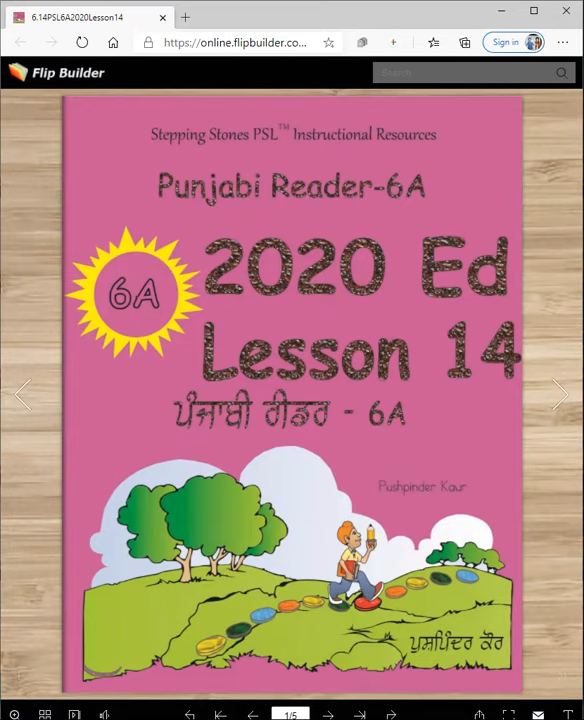 6.14PSL6A2020Lesson14
https://online.flipbuilder.co...
Sign in
Flip Builder
Search
Stepping Stones PSL™ Instructional Resources
Punjabi Reader-6A
6A
2020 Ed
Lesson 14
ਪੰਜਾਬੀ ਰੀਡਰ - 6A
Pushpinder Kaur
ਪੁਸ਼ਪਿੰਦਰ ਕੌਰ
1/5